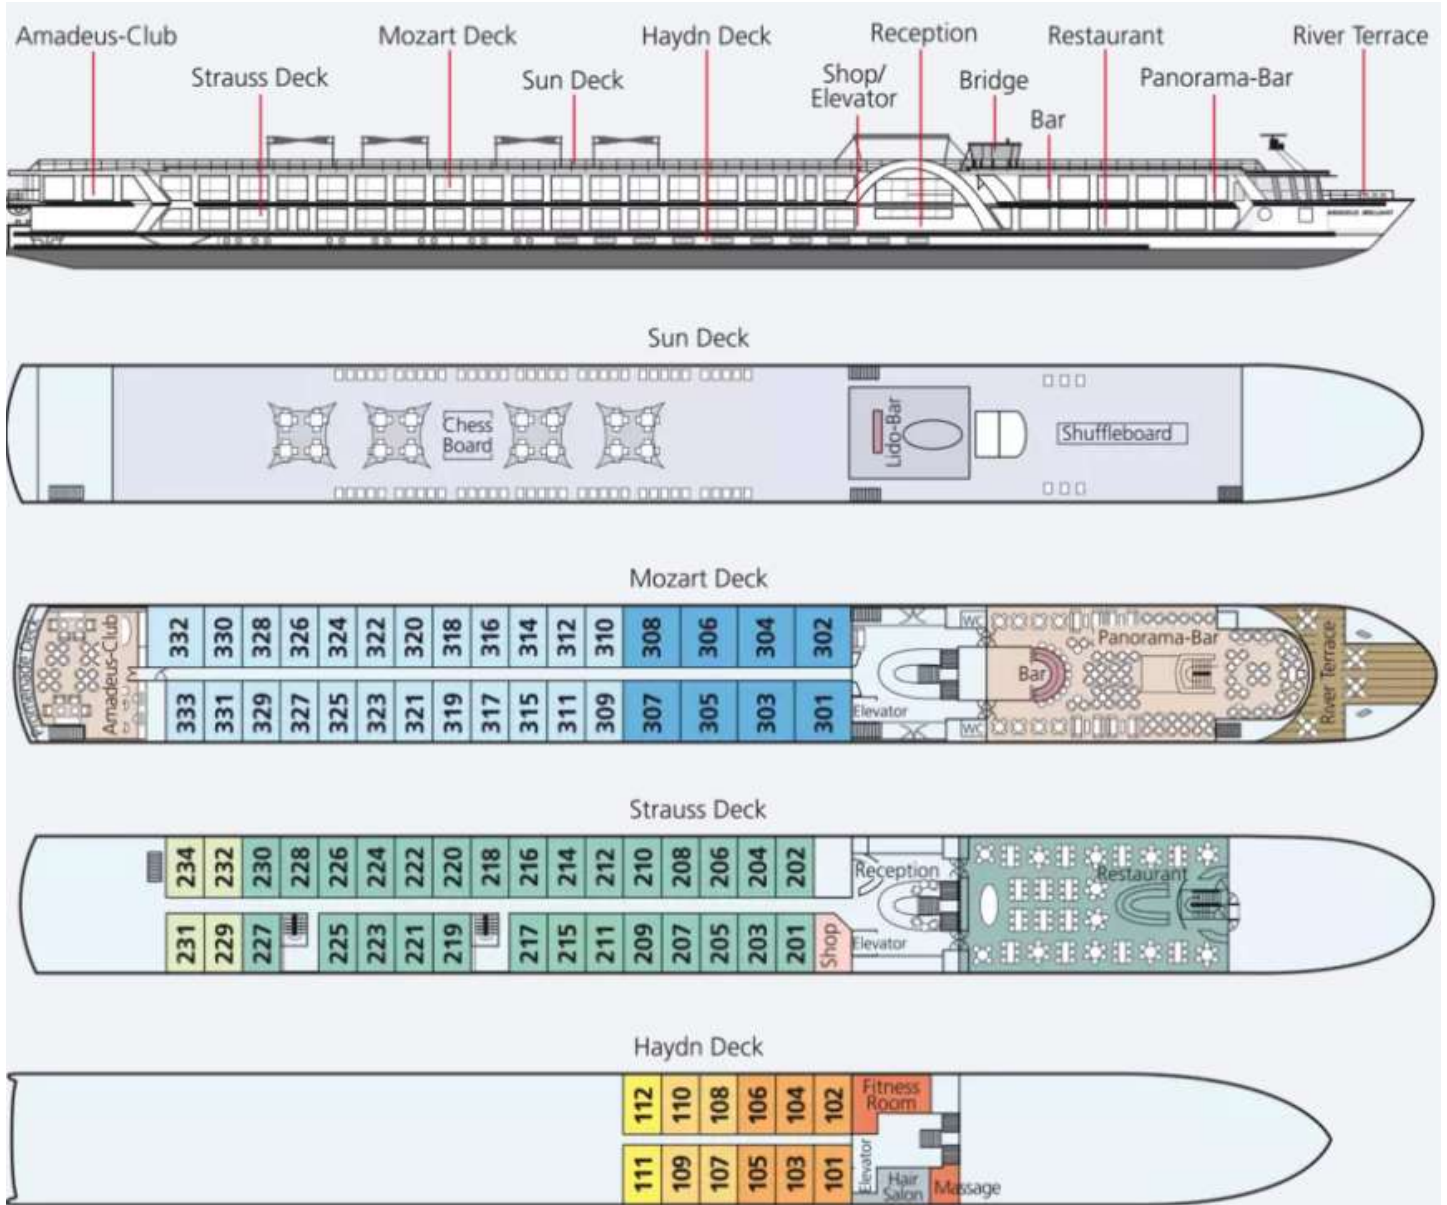 Amadeus-Club
Mozart Deck
Haydn Deck
Reception
Restaurant
River Terrace
Strauss Deck
Sun Deck
Shop/
Elevator
Bridge
Panorama-Bar
Bar
AMADEUS BRILLIANT
Sun Deck
Chess
Board
Lido-Bar
Shuffleboard
Mozart Deck
Promenade Deck
Amadeus-Club
332 330 328 326 324 322 320 318 316 314 312 310 308 306 304 302
333 331 329 327 325 323 321 319 317 315 311 309 307 305 303 301
Elevator
WC
WC
Bar
Panorama-Bar
River Terrace
Strauss Deck
234 232 230 228 226 224 222 220 218 216 214 212 210 208 206 204 202
231 229 227 225 223 221 219 217 215 211 209 207 205 203 201
Shop
Reception
Elevator
Restaurant
Haydn Deck
112 110 108 106 104 102
111 109 107 105 103 101
Fitness
Room
Elevator
Hair
Salon
Massage